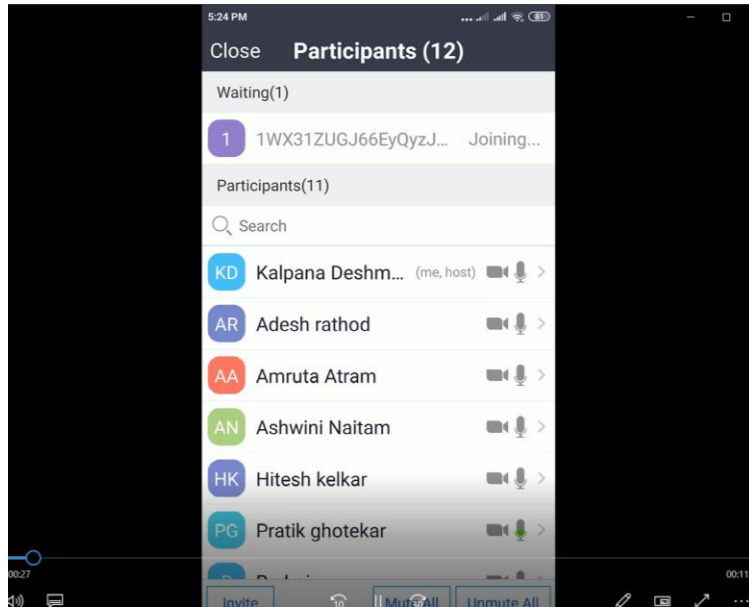 5:24 PM 81
Close Participants (12)
Waiting(1)
1 1WX31ZUGJ66EyQyzJ... Joining...
Participants(11)
Search
KD Kalpana Deshm... (me, host)
AR Adesh rathod
AA Amruta Atram
AN Ashwini Naitam
HK Hitesh kelkar
PG Pratik ghotekar
00:27 00:11
Invite 10 Mute All Unmute All